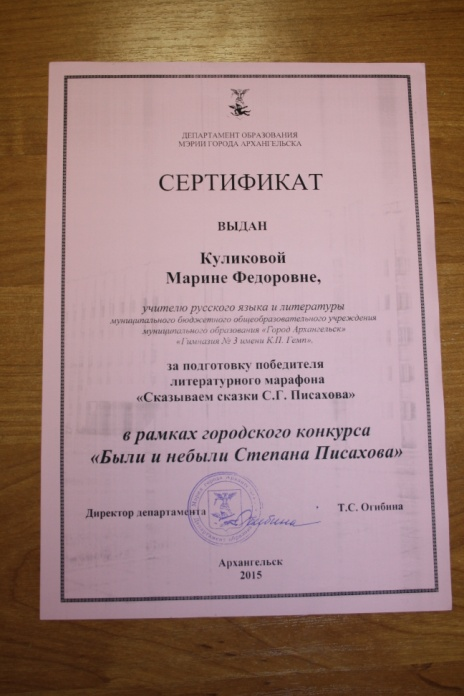 ДЕПАРТАМЕНТ ОБРАЗОВАНИЯ
МЭРИИ ГОРОДА АРХАНГЕЛЬСКА
СЕРТИФИКАТ
ВЫДАН
Куликовой
Марине Федоровне,
учителю русского языка и литературы
муниципального бюджетного общеобразовательного учреждения
муниципального образования «Город Архангельск»
«Гимназия № 3 имени К.П. Гемп»,
за подготовку победителя
литературного марафона
«Сказываем сказки С.Г. Писахова»
в рамках городского конкурса
«Были и небыли Степана Писахова»
Директор департамента
Т.С. Огибина
Архангельск
2015